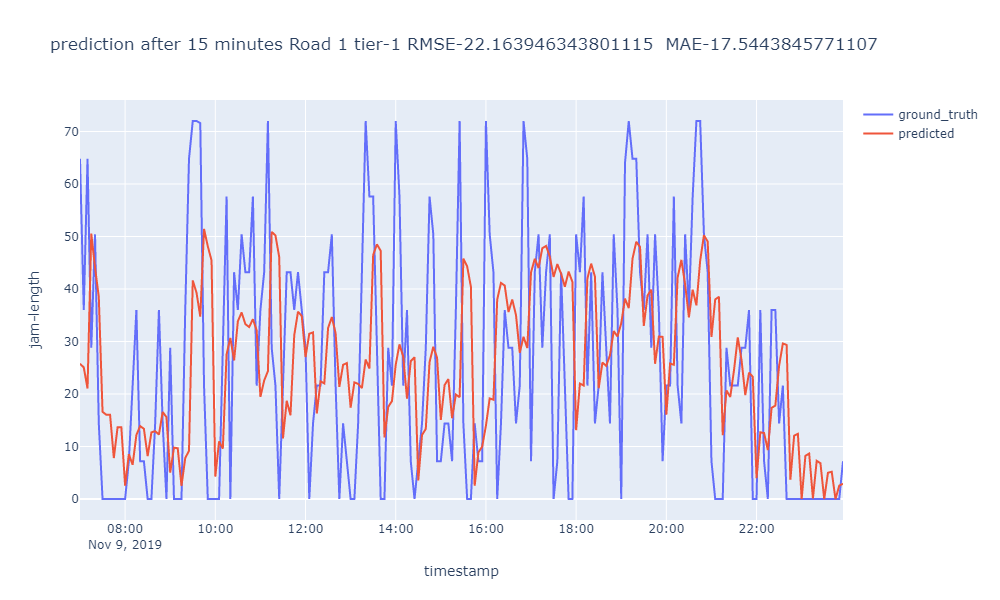 prediction after 15 minutes Road 1 tier-1 RMSE-22.163946343801115  MAE-17.5443845771107
ground_truth
predicted
70
60
50
40
30
20
10
0
jam-length
08:00 10:00 12:00 14:00 16:00 18:00 20:00 22:00
Nov 9, 2019
timestamp